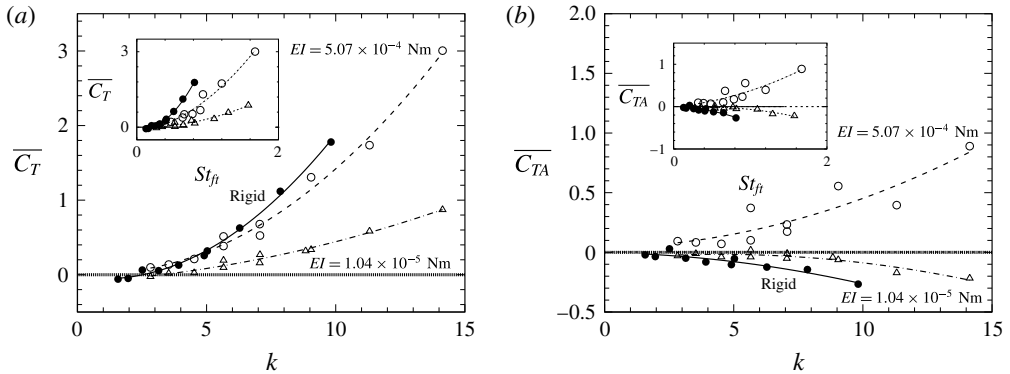 (a)
3
2
1
0
0
5
10
15
k
C_T
EI = 5.07 × 10⁻⁴ Nm
Rigid
EI = 1.04 × 10⁻⁵ Nm
3
0
0
2
C_T
St_ft
(b)
2.0
1.5
1.0
0.5
0
−0.5
0
5
10
15
k
C_TA
EI = 5.07 × 10⁻⁴ Nm
Rigid
EI = 1.04 × 10⁻⁵ Nm
1
0
−1
0
2
C_TA
St_ft